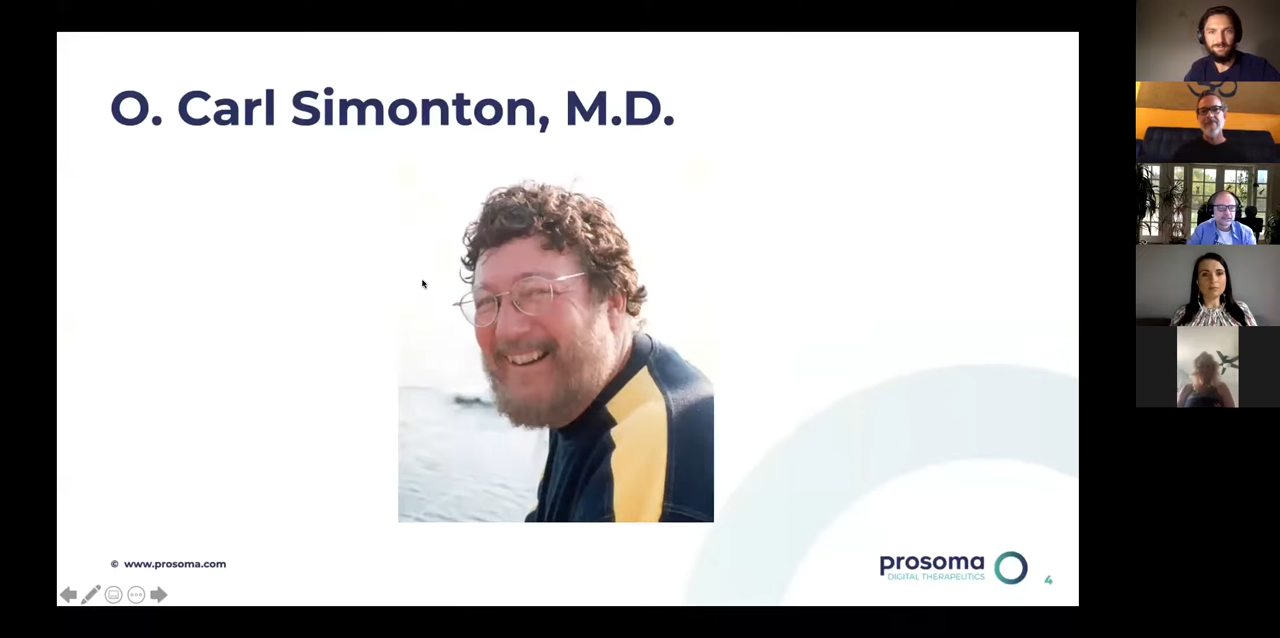 O. Carl Simonton, M.D.
© www.prosoma.com
prosoma
DIGITAL THERAPEUTICS
4